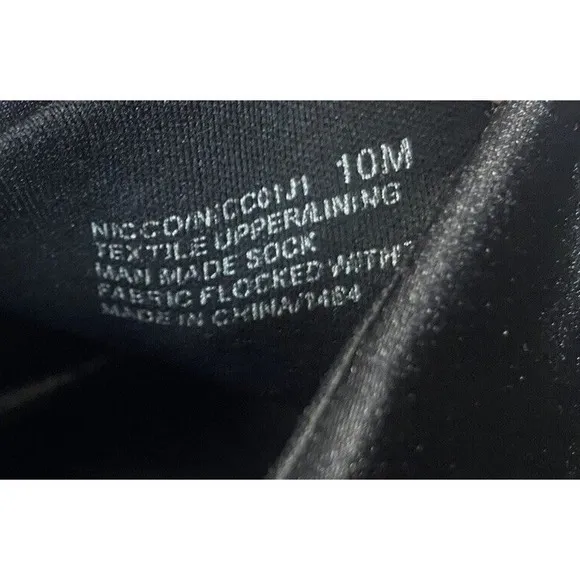 NICCO/NICC01J1 10M
TEXTILE UPPER/LINING
MAN MADE SOCK
FABRIC FLOCKED WITH
MADE IN CHINA/1484